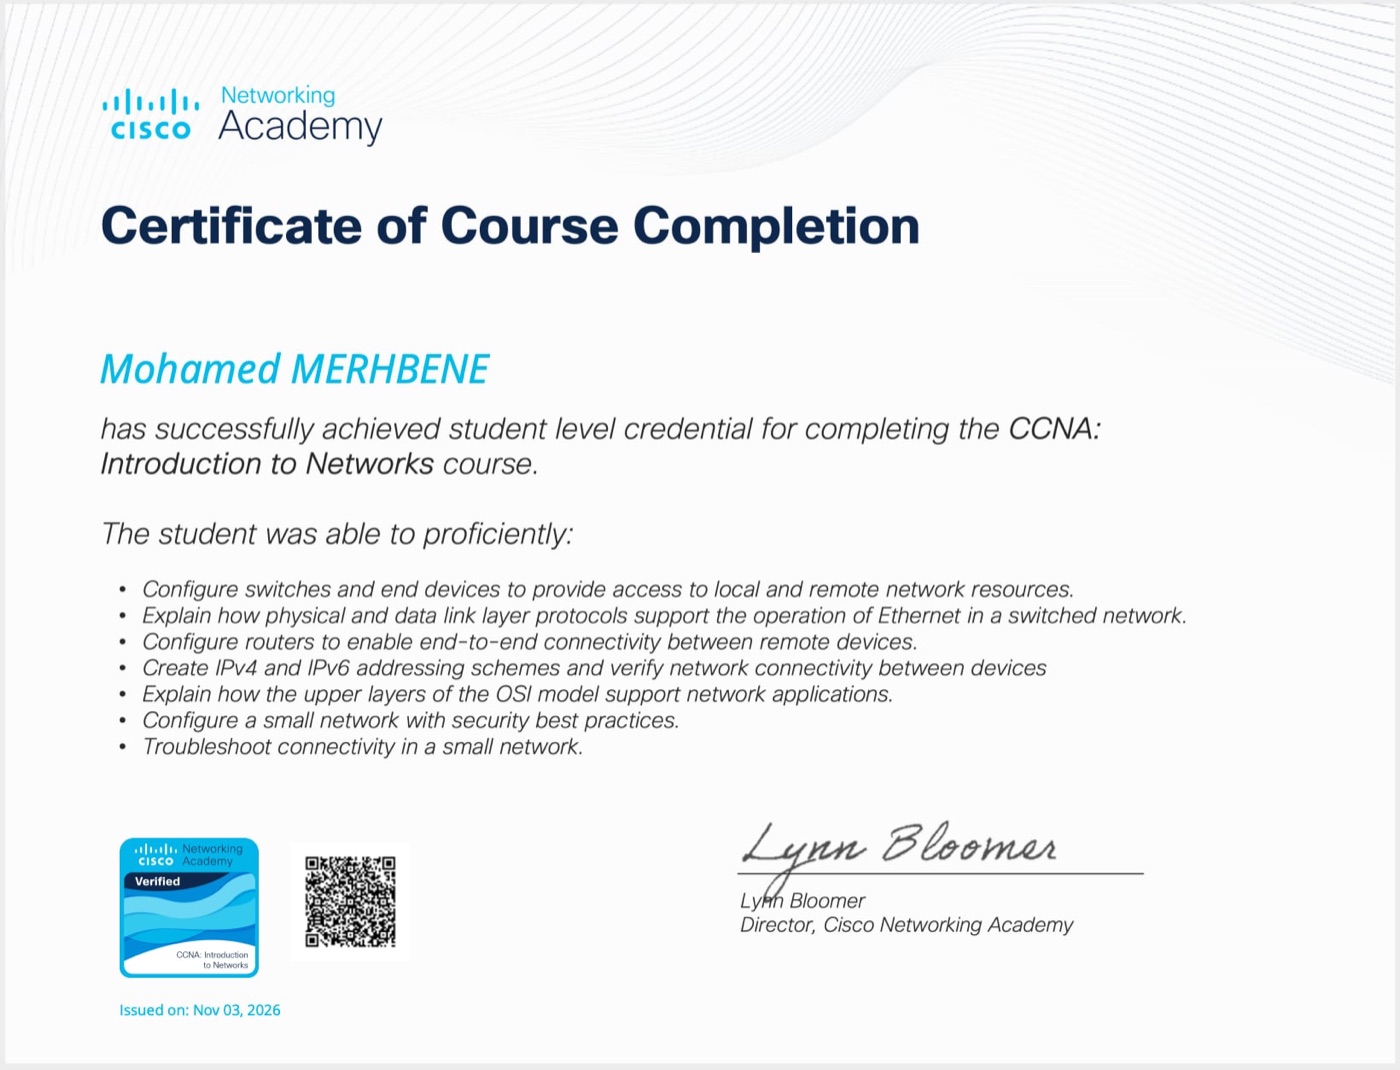 Networking
CISCO Academy
Certificate of Course Completion
Mohamed MERHBENE
has successfully achieved student level credential for completing the CCNA:
Introduction to Networks course.
The student was able to proficiently:
• Configure switches and end devices to provide access to local and remote network resources.
• Explain how physical and data link layer protocols support the operation of Ethernet in a switched network.
• Configure routers to enable end-to-end connectivity between remote devices.
• Create IPv4 and IPv6 addressing schemes and verify network connectivity between devices
• Explain how the upper layers of the OSI model support network applications.
• Configure a small network with security best practices.
• Troubleshoot connectivity in a small network.
Networking
CISCO Academy
Verified
CCNA: Introduction
to Networks
Lynn Bloomer
Lynn Bloomer
Director, Cisco Networking Academy
Issued on: Nov 03, 2026